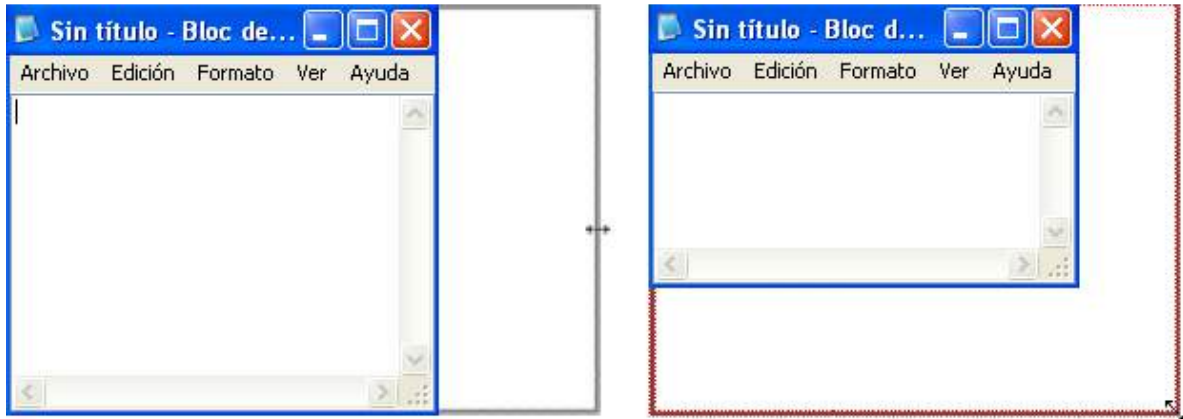 Sin título - Bloc de...
Archivo Edición Formato Ver Ayuda
Sin título - Bloc d...
Archivo Edición Formato Ver Ayuda